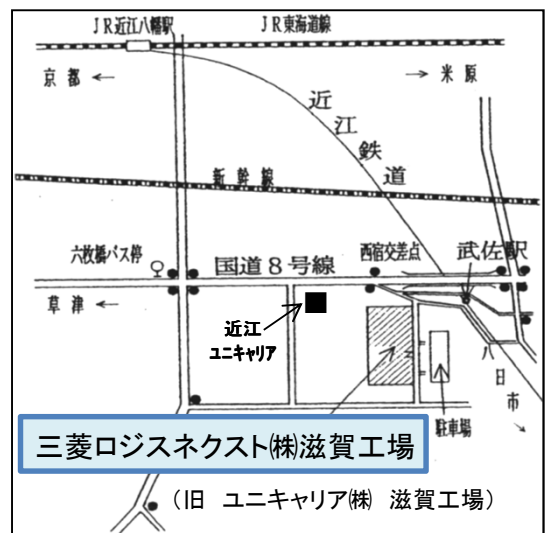 JR近江八幡駅
JR東海道線
京都 ←
→ 米原
近江鉄道
新幹線
六枚橋バス停
国道8号線
西宿交差点
武佐駅
草津 ←
近江
ユニキャリア
八日市
駐車場
三菱ロジスネクスト㈱滋賀工場
(旧 ユニキャリア㈱ 滋賀工場)